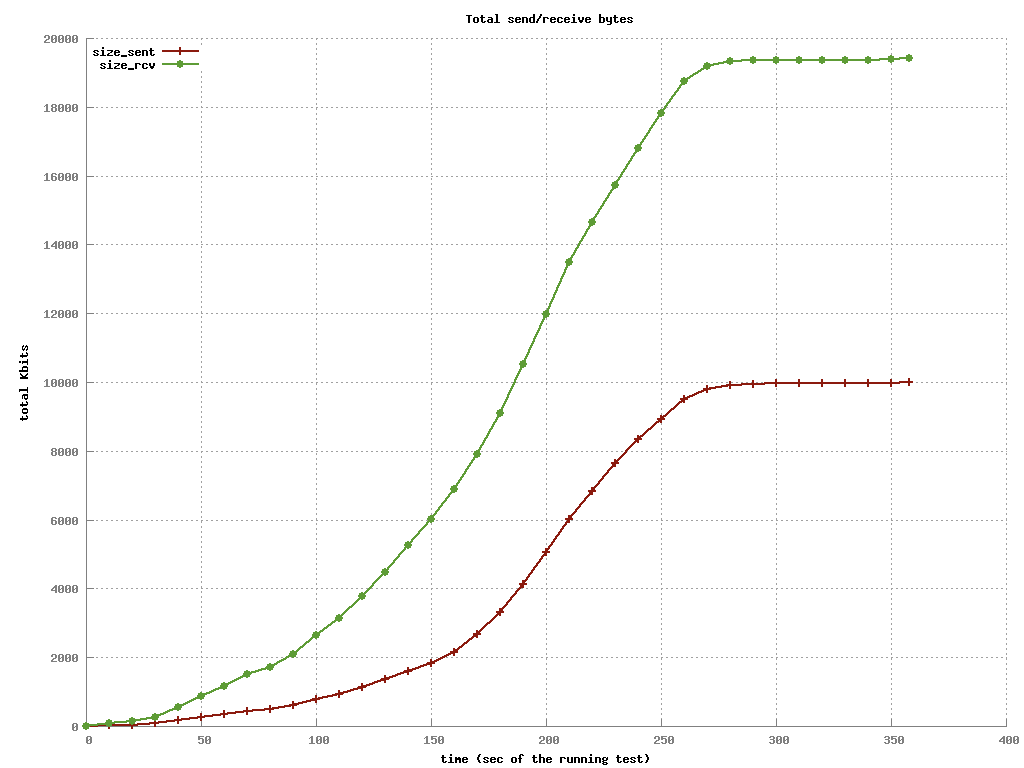 Total send/receive bytes
20000
size_sent
size_rcv
18000
16000
14000
12000
total Kbits
10000
8000
6000
4000
2000
0
0 50 100 150 200 250 300 350 400
time (sec of the running test)